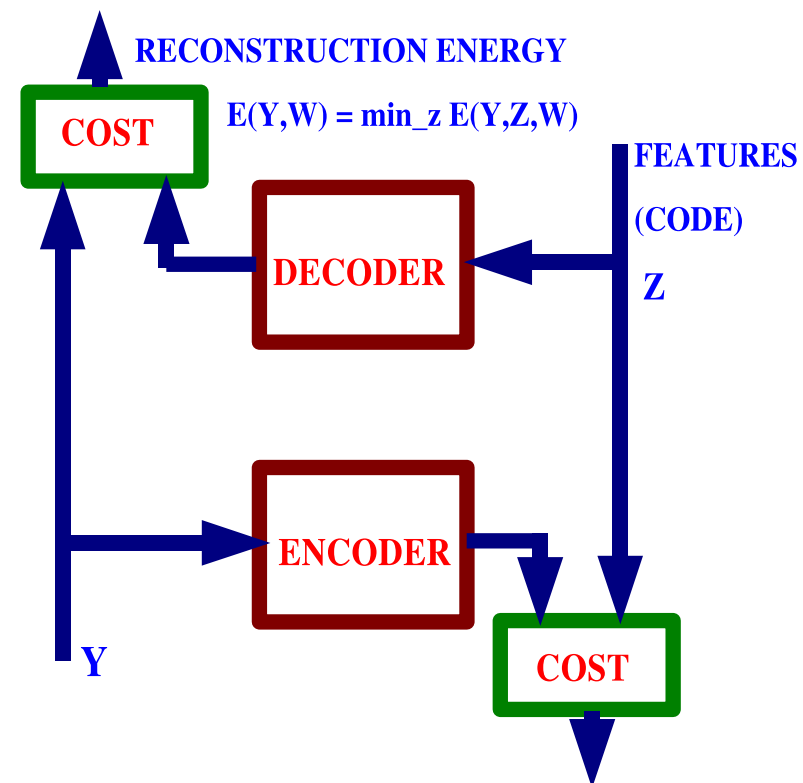 RECONSTRUCTION ENERGY
COST
E(Y,W) = min_z E(Y,Z,W)
FEATURES
(CODE)
Z
DECODER
ENCODER
Y
COST